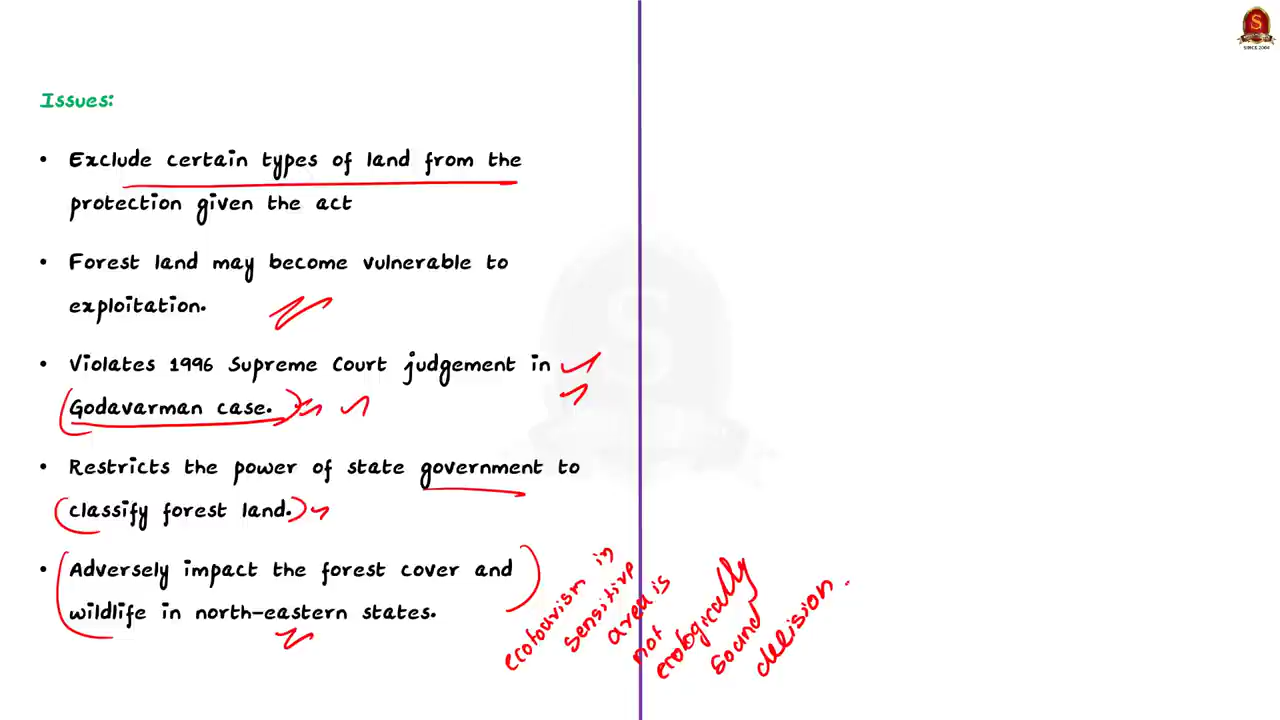 Issues:
• Exclude certain types of land from the
protection given the act
• Forest land may become vulnerable to
exploitation.
• Violates 1996 Supreme Court judgement in
Godavarman case.
• Restricts the power of state government to
classify forest land.
• Adversely impact the forest cover and
wildlife in north-eastern states.
ecotourism in
sensitive
area is
not
ecologically
sound
decision.
S
SINCE 2004